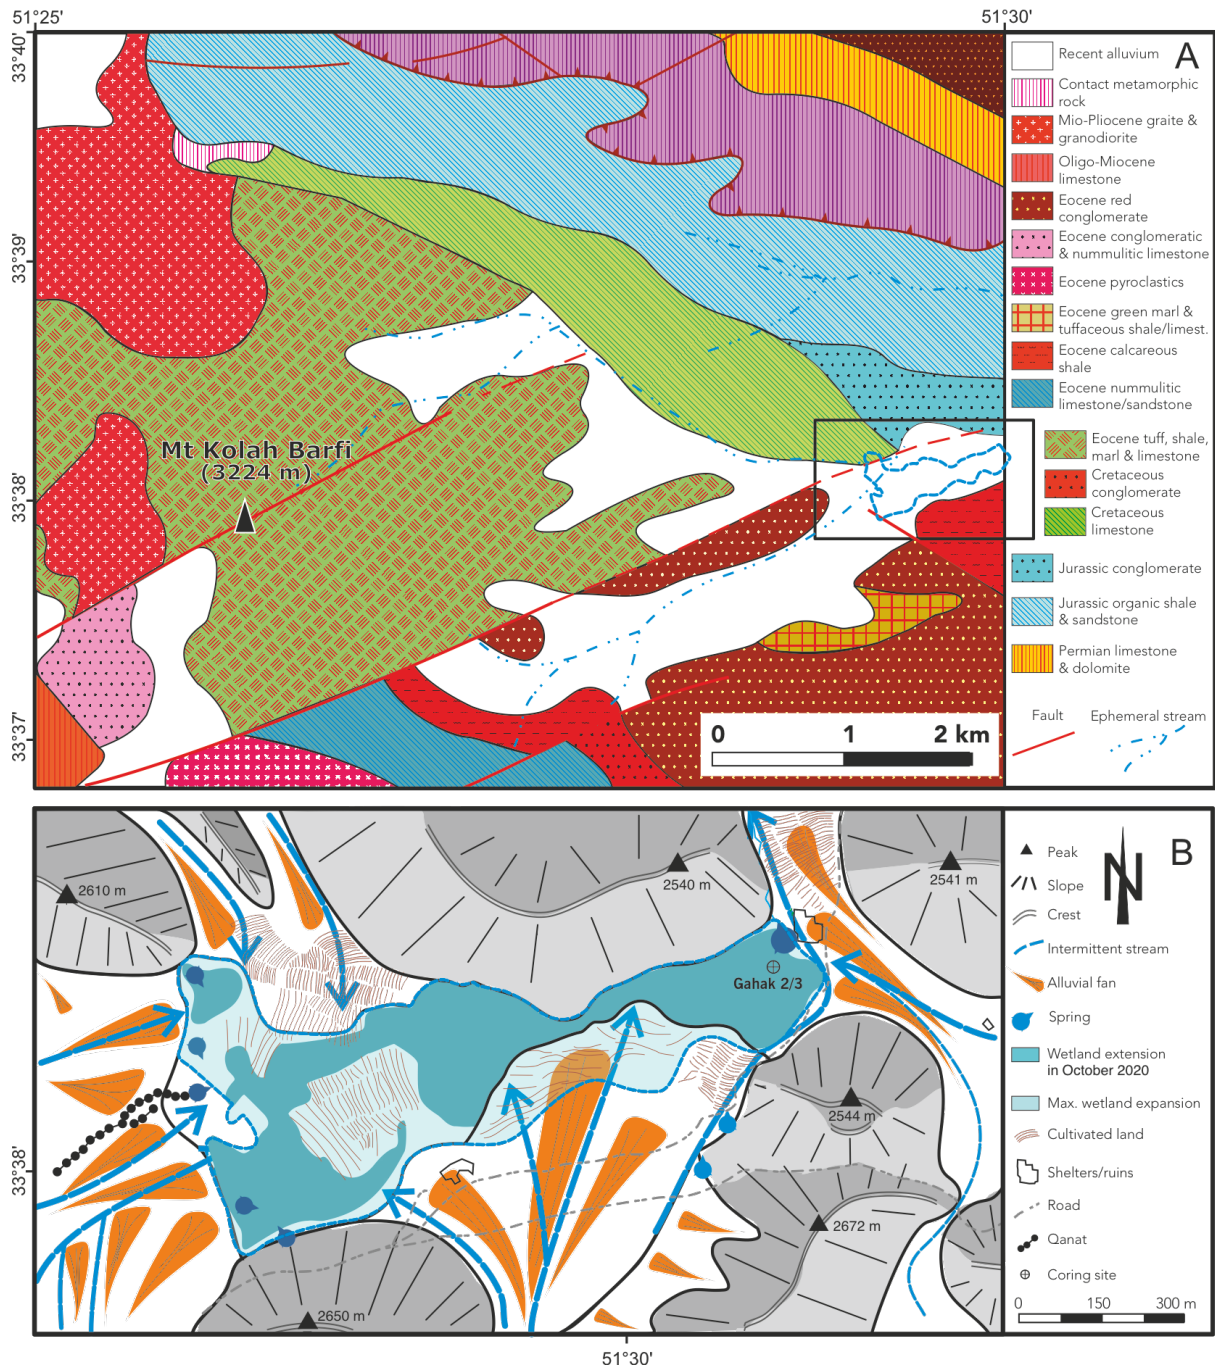 51°25'
51°30'
33°40'
33°39'
33°38'
33°37'
A
Mt Kolah Barfi
(3224 m)
0
1
2 km
Recent alluvium
Contact metamorphic
rock
Mio-Pliocene graite &
granodiorite
Oligo-Miocene
limestone
Eocene red
conglomerate
Eocene conglomeratic
& nummulitic limestone
Eocene pyroclastics
Eocene green marl &
tuffaceous shale/limest.
Eocene calcareous
shale
Eocene nummulitic
limestone/sandstone
Eocene tuff, shale,
marl & limestone
Cretaceous
conglomerate
Cretaceous
limestone
Jurassic conglomerate
Jurassic organic shale
& sandstone
Permian limestone
& dolomite
Fault
Ephemeral stream
B
N
2610 m
2540 m
2541 m
Gahak 2/3
2544 m
2672 m
2650 m
33°38'
51°30'
Peak
Slope
Crest
Intermittent stream
Alluvial fan
Spring
Wetland extension
in October 2020
Max. wetland expansion
Cultivated land
Shelters/ruins
Road
Qanat
Coring site
0
150
300 m